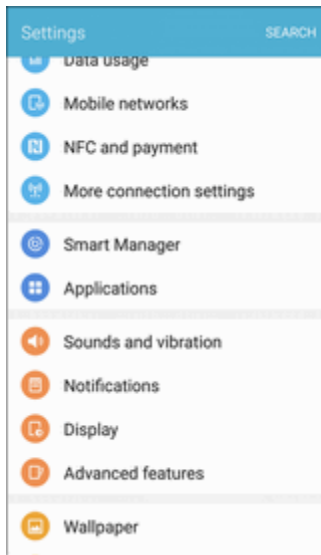 Settings
SEARCH
Data usage
Mobile networks
NFC and payment
More connection settings
Smart Manager
Applications
Sounds and vibration
Notifications
Display
Advanced features
Wallpaper